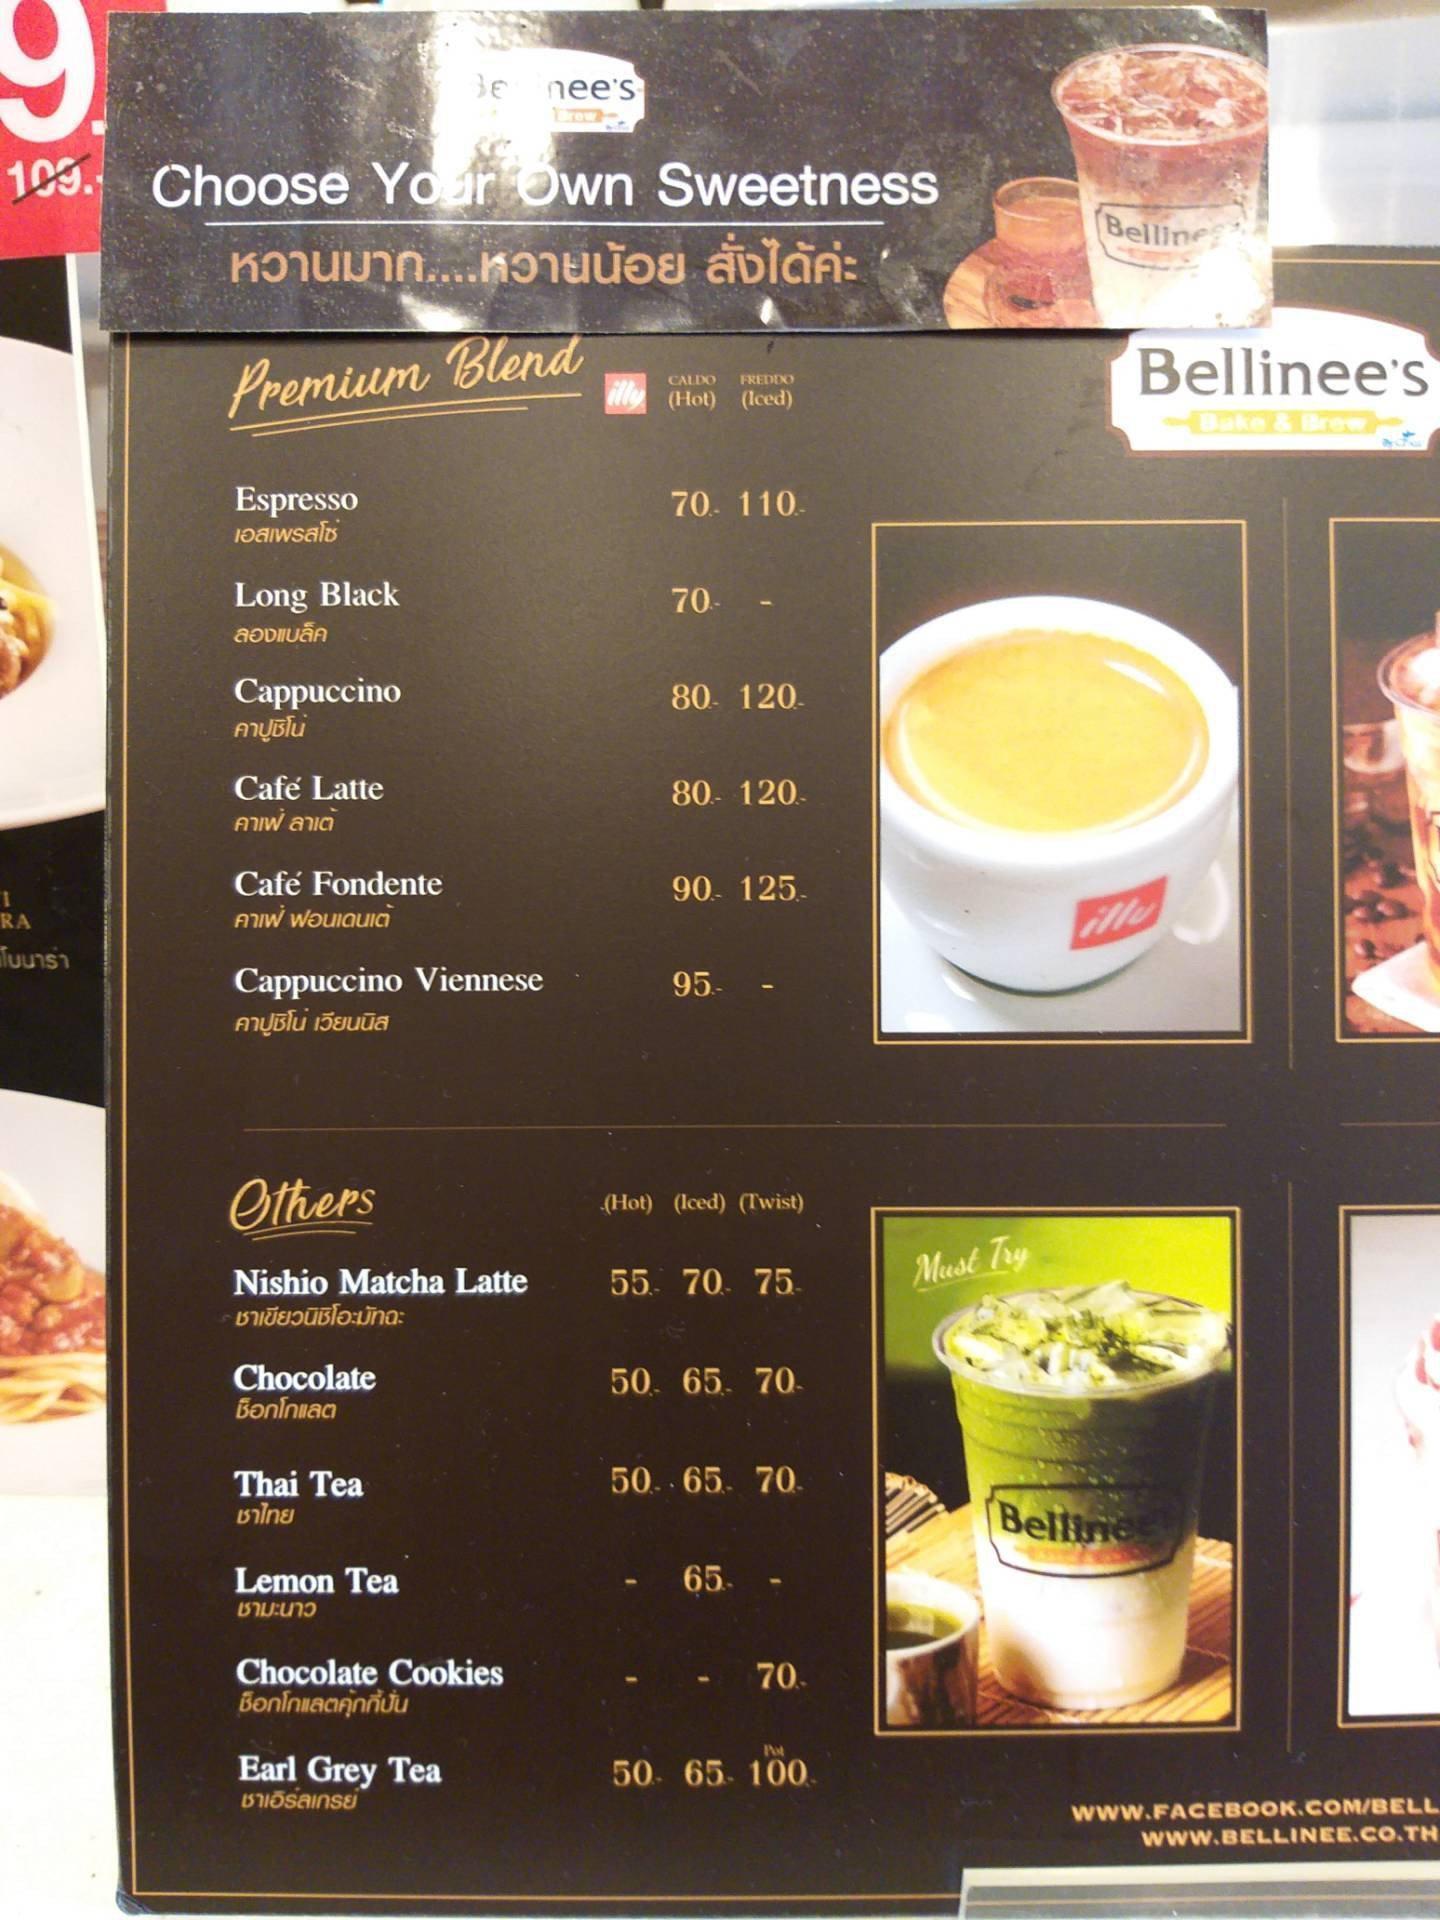 9.
109.-
Bellinee's
Brew
Choose Your Own Sweetness
หวานมาก....หวานน้อย สั่งได้ค่ะ
Bellinee's
Premium Blend
illy
CALDO
(Hot)
FREDDO
(Iced)
Bellinee's
Bake & Brew
Espresso 70.- 110.-
เอสเพรสโซ่
Long Black 70.- -
ลองแบล็ค
Cappuccino 80.- 120.-
คาปูชิโน่
Café Latte 80.- 120.-
คาเฟ่ ลาเต้
Café Fondente 90.- 125.-
คาเฟ่ ฟอนเดนเต้
Cappuccino Viennese 95.- -
คาปูชิโน่ เวียนนิส
illy
RA
โบนาร่า
Others (Hot) (Iced) (Twist)
Nishio Matcha Latte 55.- 70.- 75.-
ชาเขียวนิชิโอะมัทฉะ
Chocolate 50.- 65.- 70.-
ช็อกโกแลต
Thai Tea 50.- 65.- 70.-
ชาไทย
Lemon Tea - 65.- -
ชามะนาว
Chocolate Cookies - - 70.-
ช็อกโกแลตคุ้กกี้ปั่น
Pot
Earl Grey Tea 50.- 65.- 100.-
ชาเอิร์ลเกรย์
Must Try
Bellinee's
WWW.FACEBOOK.COM/BELL
WWW.BELLINEE.CO.TH